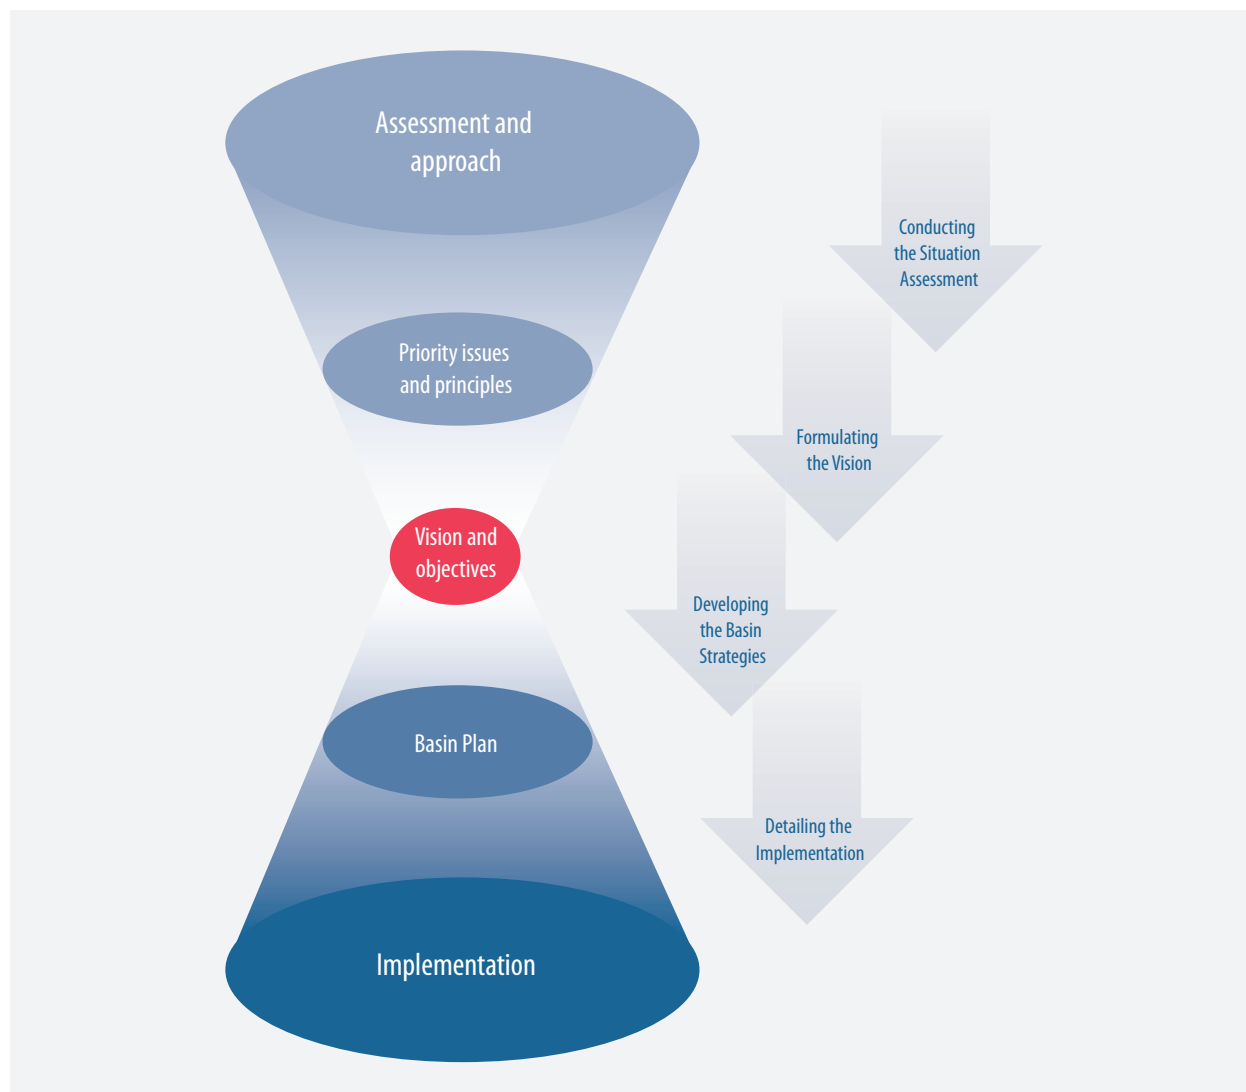 Assessment and
approach
Conducting
the Situation
Assessment
Priority issues
and principles
Formulating
the Vision
Vision and
objectives
Developing
the Basin
Strategies
Basin Plan
Detailing the
Implementation
Implementation